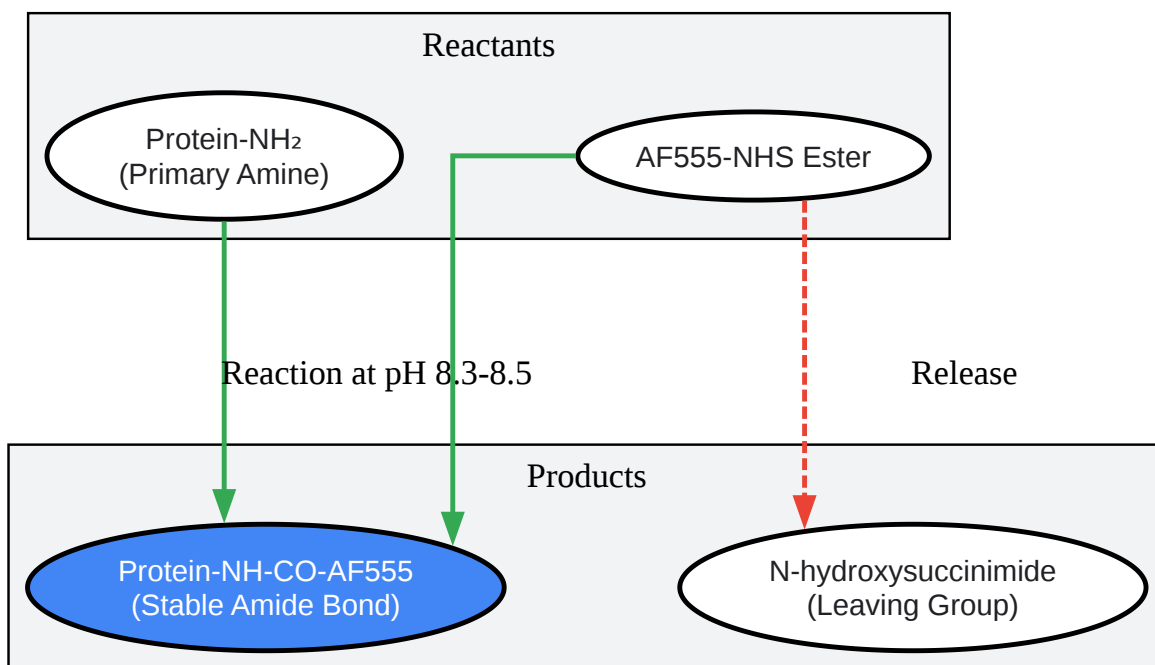 Reactants
Protein-NH₂
(Primary Amine)
AF555-NHS Ester
Reaction at pH 8.3-8.5
Release
Products
Protein-NH-CO-AF555
(Stable Amide Bond)
N-hydroxysuccinimide
(Leaving Group)